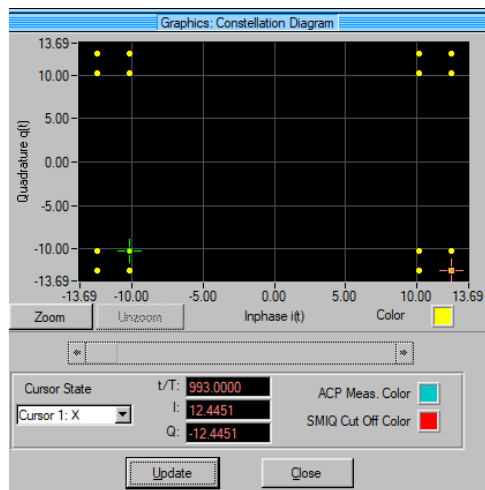 Graphics: Constellation Diagram
13.69
10.00
5.00
0.00
-5.00
-10.00
-13.69
Quadrature q(t)
-13.69 -10.00 -5.00 0.00 5.00 10.00 13.69
Zoom Unzoom Inphase i(t) Color
Cursor State t/T: 993.0000 ACP Meas. Color
Cursor 1: X I: 12.4451 SMIQ Cut Off Color
Q: -12.4451
Update Close